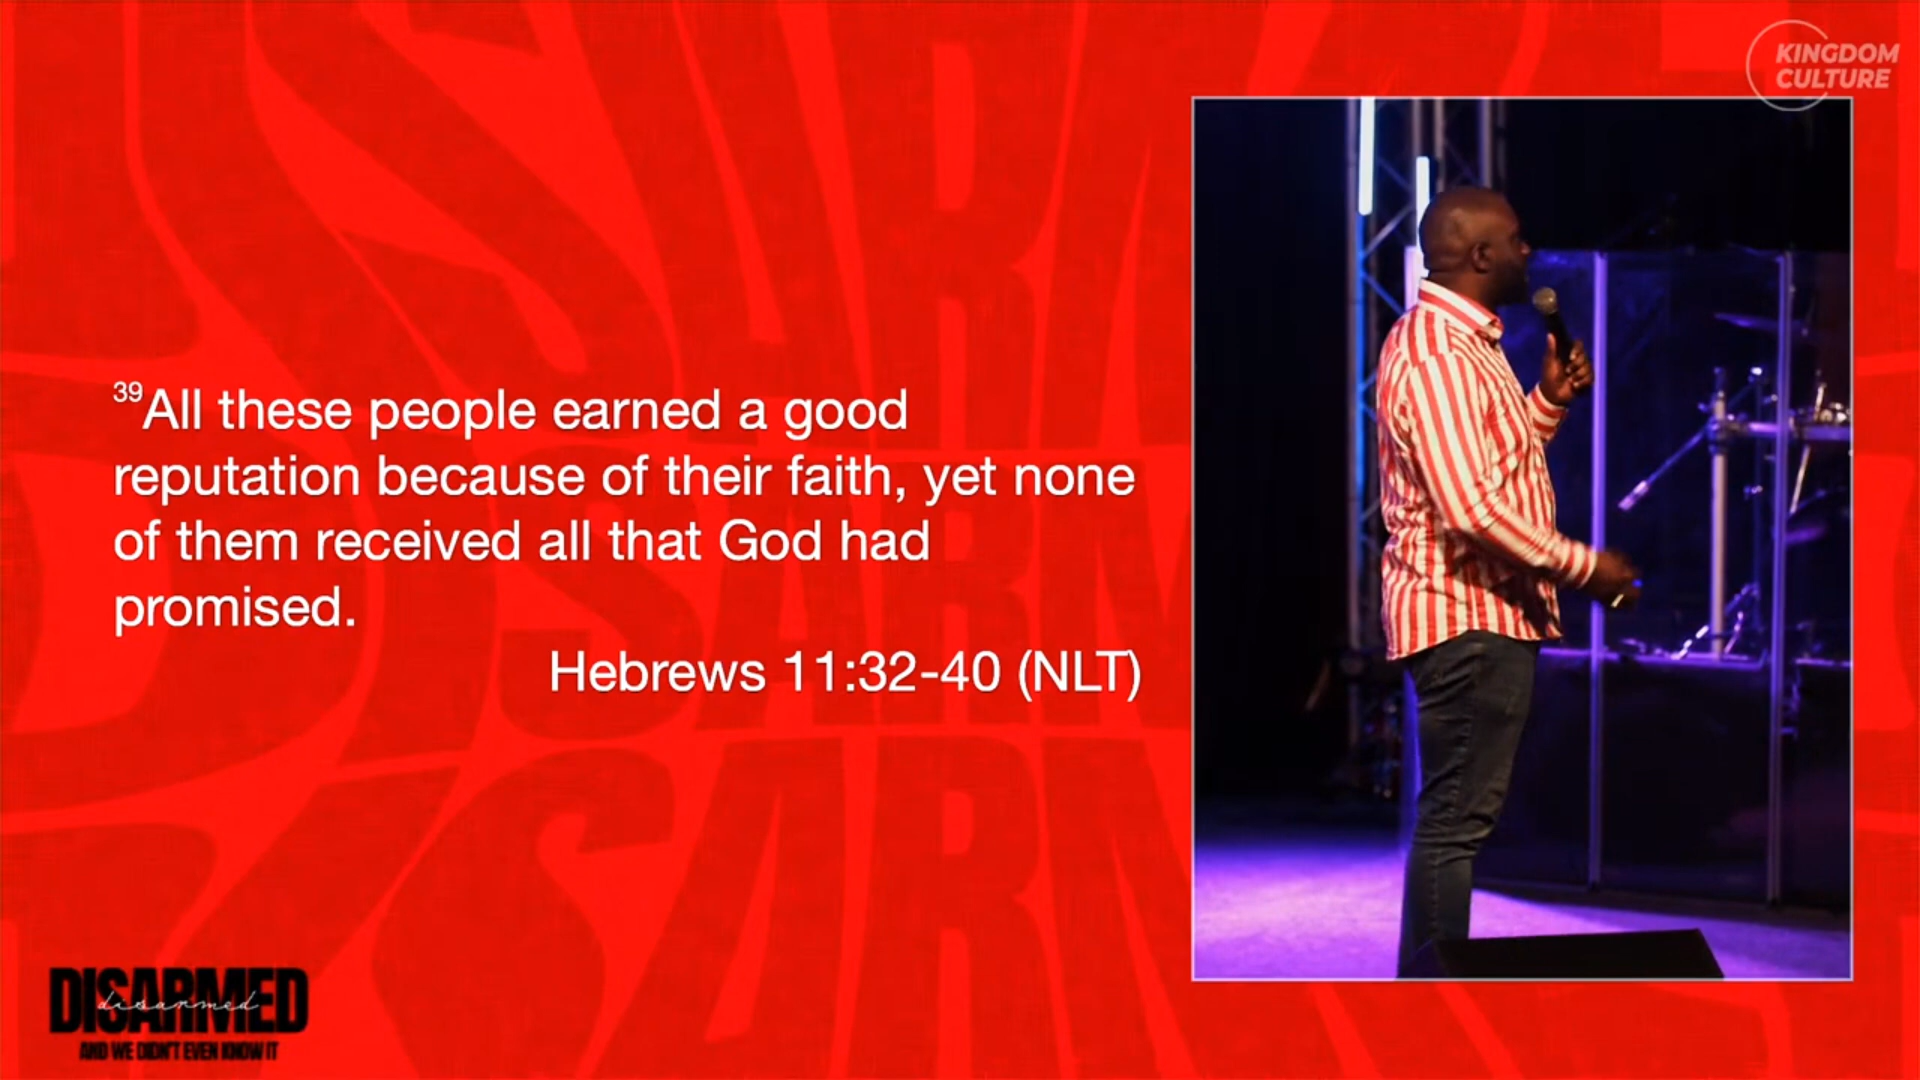 KINGDOM
CULTURE
39All these people earned a good
reputation because of their faith, yet none
of them received all that God had
promised.
Hebrews 11:32-40 (NLT)
DISARMED
disarmed
AND WE DIDN'T EVEN KNOW IT